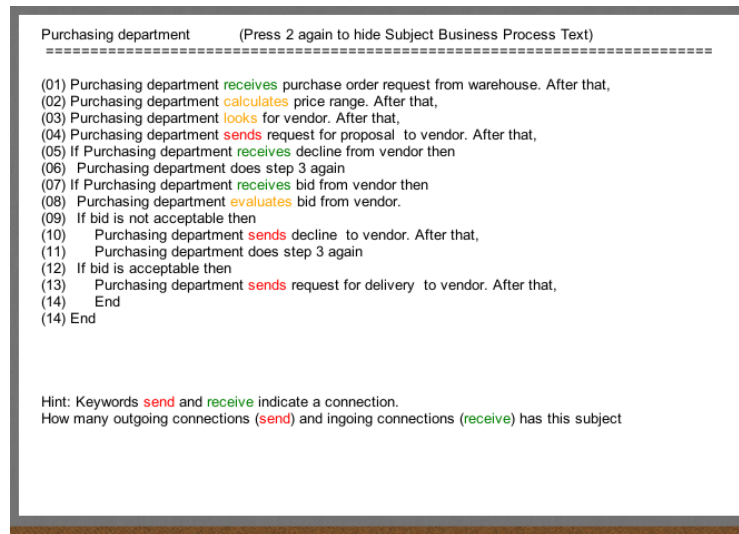 Purchasing department (Press 2 again to hide Subject Business Process Text)
==========================================================================
(01) Purchasing department receives purchase order request from warehouse. After that,
(02) Purchasing department calculates price range. After that,
(03) Purchasing department looks for vendor. After that,
(04) Purchasing department sends request for proposal to vendor. After that,
(05) If Purchasing department receives decline from vendor then
(06) Purchasing department does step 3 again
(07) If Purchasing department receives bid from vendor then
(08) Purchasing department evaluates bid from vendor.
(09) If bid is not acceptable then
(10) Purchasing department sends decline to vendor. After that,
(11) Purchasing department does step 3 again
(12) If bid is acceptable then
(13) Purchasing department sends request for delivery to vendor. After that,
(14) End
(14) End
Hint: Keywords send and receive indicate a connection.
How many outgoing connections (send) and ingoing connections (receive) has this subject